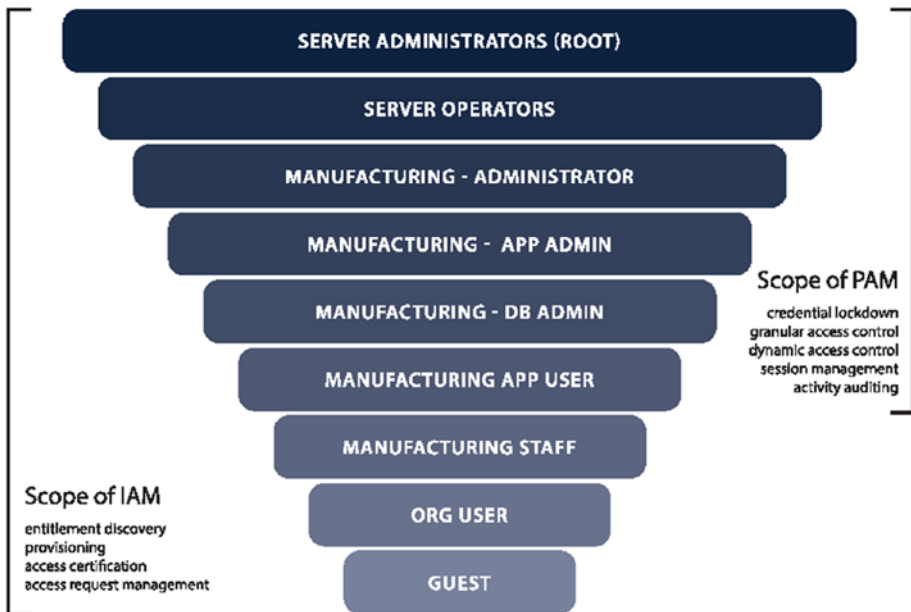 SERVER ADMINISTRATORS (ROOT)
SERVER OPERATORS
MANUFACTURING - ADMINISTRATOR
MANUFACTURING - APP ADMIN
MANUFACTURING - DB ADMIN
MANUFACTURING APP USER
MANUFACTURING STAFF
ORG USER
GUEST
Scope of PAM
credential lockdown
granular access control
dynamic access control
session management
activity auditing
Scope of IAM
entitlement discovery
provisioning
access certification
access request management